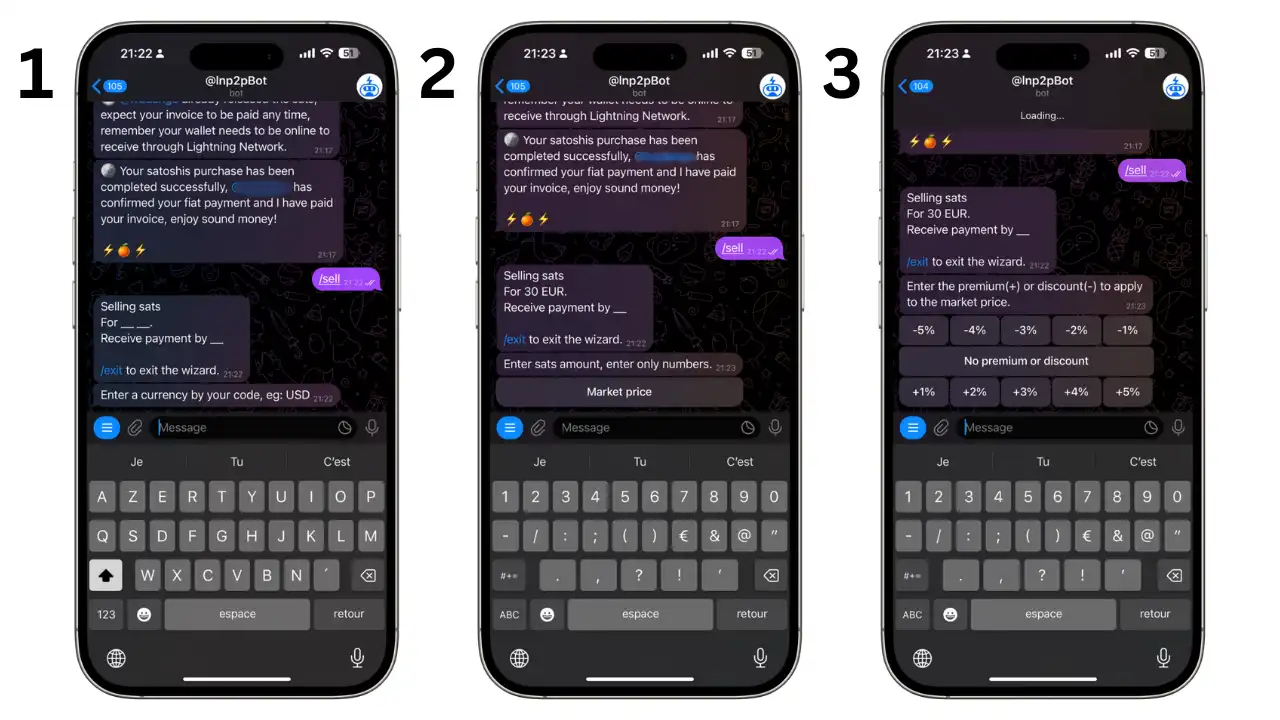 1
21:22
51
105
@lnp2pBot
bot
already released the sats,
expect your invoice to be paid any time,
remember your wallet needs to be online to
receive through Lightning Network.
21:17
Your satoshis purchase has been
completed successfully, has
confirmed your fiat payment and I have paid
your invoice, enjoy sound money!
21:17
/sell 21:22
Selling sats
For __ __.
Receive payment by __
/exit to exit the wizard. 21:22
Enter a currency by your code, eg: USD 21:22
Message
Je Tu C'est
A Z E R T Y U I O P
Q S D F G H J K L M
W X C V B N ´
123 espace retour
2
21:23
51
105
@lnp2pBot
bot
remember your wallet needs to be online to
receive through Lightning Network.
21:17
Your satoshis purchase has been
completed successfully, has
confirmed your fiat payment and I have paid
your invoice, enjoy sound money!
21:17
/sell 21:22
Selling sats
For 30 EUR.
Receive payment by __
/exit to exit the wizard. 21:22
Enter sats amount, enter only numbers. 21:23
Market price
Message
Je Tu C'est
1 2 3 4 5 6 7 8 9 0
- / : ; ( ) € & @ "
#+= . , ? ! '
ABC espace retour
3
21:23
51
104
@lnp2pBot
bot
Loading...
21:17
/sell 21:22
Selling sats
For 30 EUR.
Receive payment by __
/exit to exit the wizard. 21:22
Enter the premium(+) or discount(-) to apply
to the market price.
21:23
-5% -4% -3% -2% -1%
No premium or discount
+1% +2% +3% +4% +5%
Message
Je Tu C'est
1 2 3 4 5 6 7 8 9 0
- / : ; ( ) € & @ "
#+= . , ? ! '
ABC espace retour